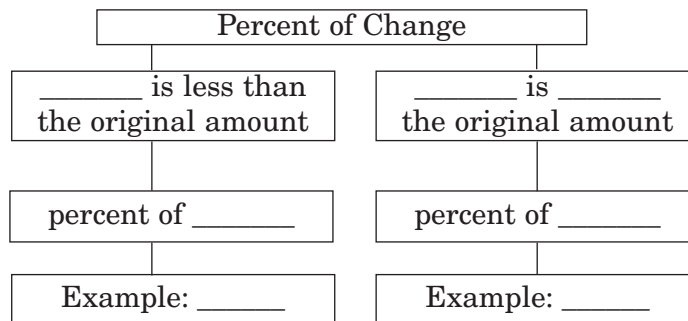 Percent of Change
_______ is less than
the original amount
_______ is _______
the original amount
percent of _______
percent of _______
Example: ______
Example: ______